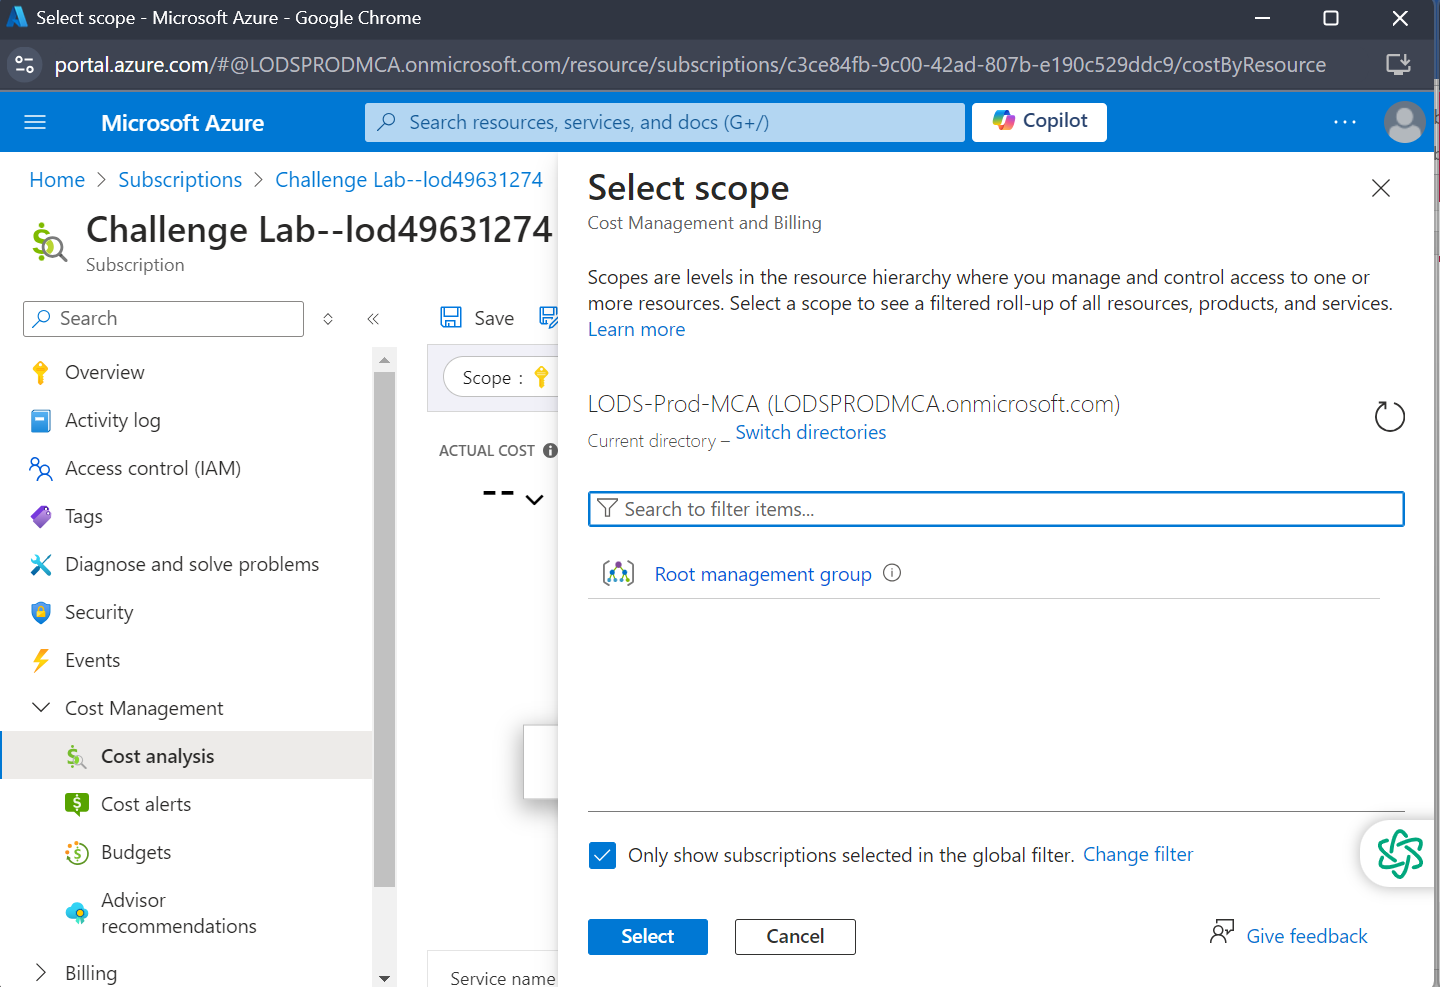 Select scope - Microsoft Azure - Google Chrome
portal.azure.com/#@LODSPRODMCA.onmicrosoft.com/resource/subscriptions/c3ce84fb-9c00-42ad-807b-e190c529ddc9/costByResource
Microsoft Azure
Search resources, services, and docs (G+/)
Copilot
Home > Subscriptions > Challenge Lab--lod49631274
Challenge Lab--lod49631274
Subscription
Search
Overview
Activity log
Access control (IAM)
Tags
Diagnose and solve problems
Security
Events
Cost Management
Cost analysis
Cost alerts
Budgets
Advisor
recommendations
Billing
Save
Scope :
ACTUAL COST
--
Service name
Select scope
Cost Management and Billing
Scopes are levels in the resource hierarchy where you manage and control access to one or
more resources. Select a scope to see a filtered roll-up of all resources, products, and services.
Learn more
LODS-Prod-MCA (LODSPRODMCA.onmicrosoft.com)
Current directory – Switch directories
Search to filter items...
Root management group
Only show subscriptions selected in the global filter. Change filter
Select
Cancel
Give feedback